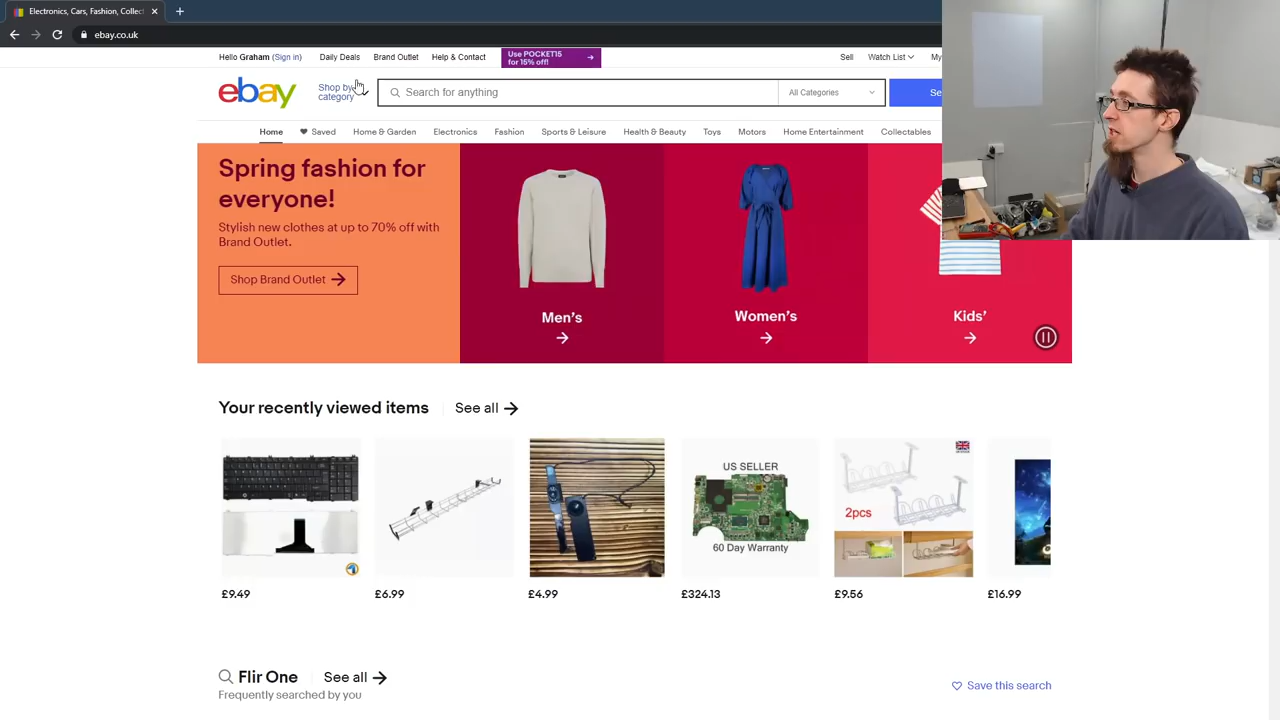 Electronics, Cars, Fashion, Collect
ebay.co.uk
Hello Graham (Sign in)
Daily Deals
Brand Outlet
Help & Contact
Use POCKET15
for 15% off!
Sell
Watch List
My
ebay
Shop by
category
Search for anything
All Categories
Se
Home
Saved
Home & Garden
Electronics
Fashion
Sports & Leisure
Health & Beauty
Toys
Motors
Home Entertainment
Collectables
Spring fashion for
everyone!
Stylish new clothes at up to 70% off with
Brand Outlet.
Shop Brand Outlet
Men's
Women's
Kids'
Your recently viewed items
See all
US SELLER
60 Day Warranty
2pcs
£9.49
£6.99
£4.99
£324.13
£9.56
£16.99
Flir One
See all
Frequently searched by you
Save this search